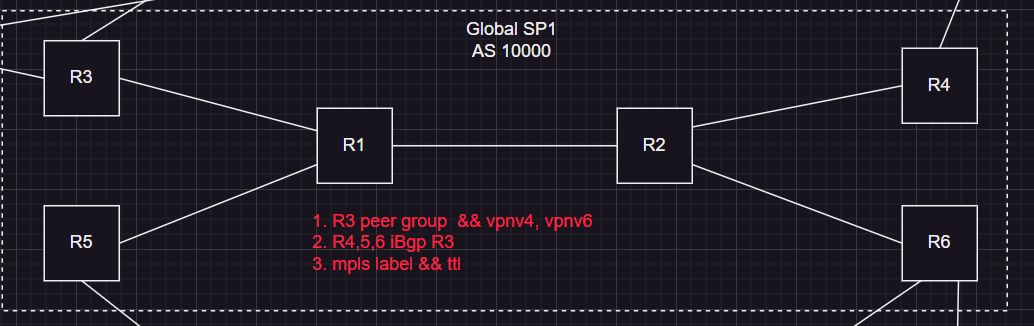 Global SP1
AS 10000
R3
R4
R1
R2
1. R3 peer group && vpnv4, vpnv6
2. R4,5,6 iBgp R3
3. mpls label && ttl
R5
R6